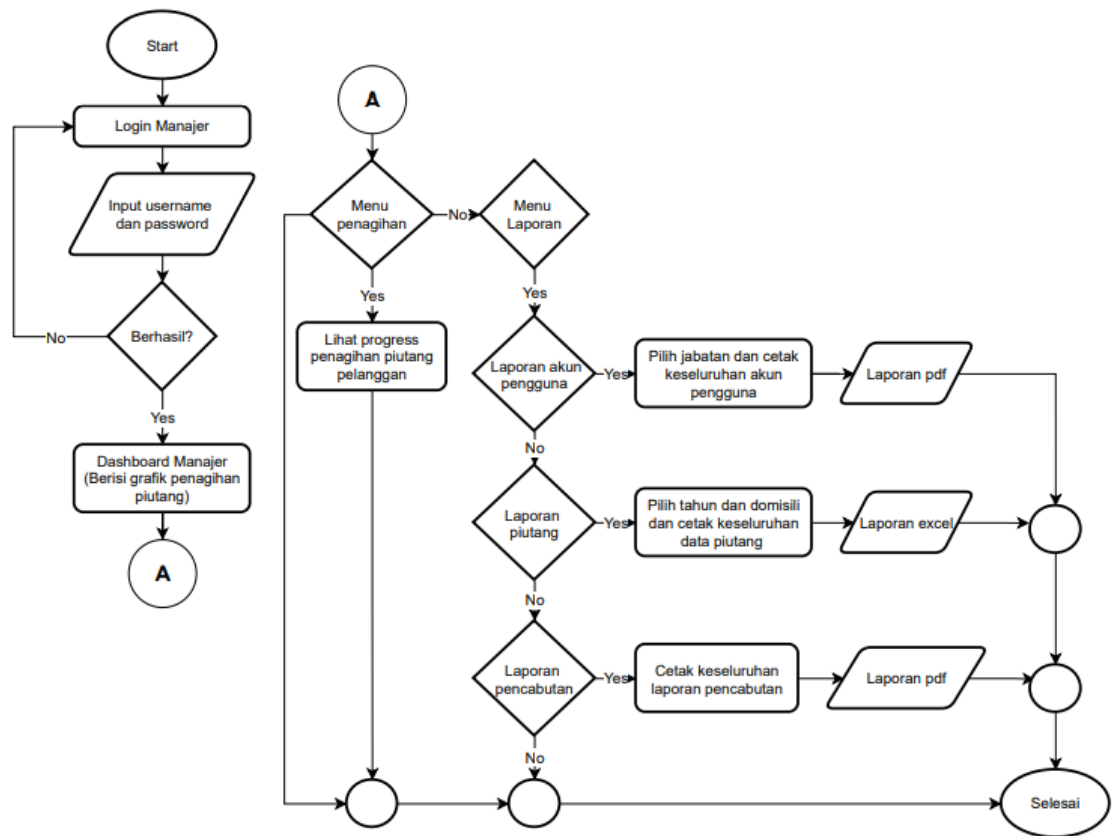 Start
Login Manajer
Input username
dan password
Berhasil?
No
Yes
Dashboard Manajer
(Berisi grafik penagihan
piutang)
A
A
Menu
penagihan
No
Menu
Laporan
Yes
Lihat progress
penagihan piutang
pelanggan
Yes
Laporan akun
pengguna
Yes
Pilih jabatan dan cetak
keseluruhan akun
pengguna
Laporan pdf
No
Laporan
piutang
Yes
Pilih tahun dan domisili
dan cetak keseluruhan
data piutang
Laporan excel
No
Laporan
pencabutan
Yes
Cetak keseluruhan
laporan pencabutan
Laporan pdf
No
Selesai